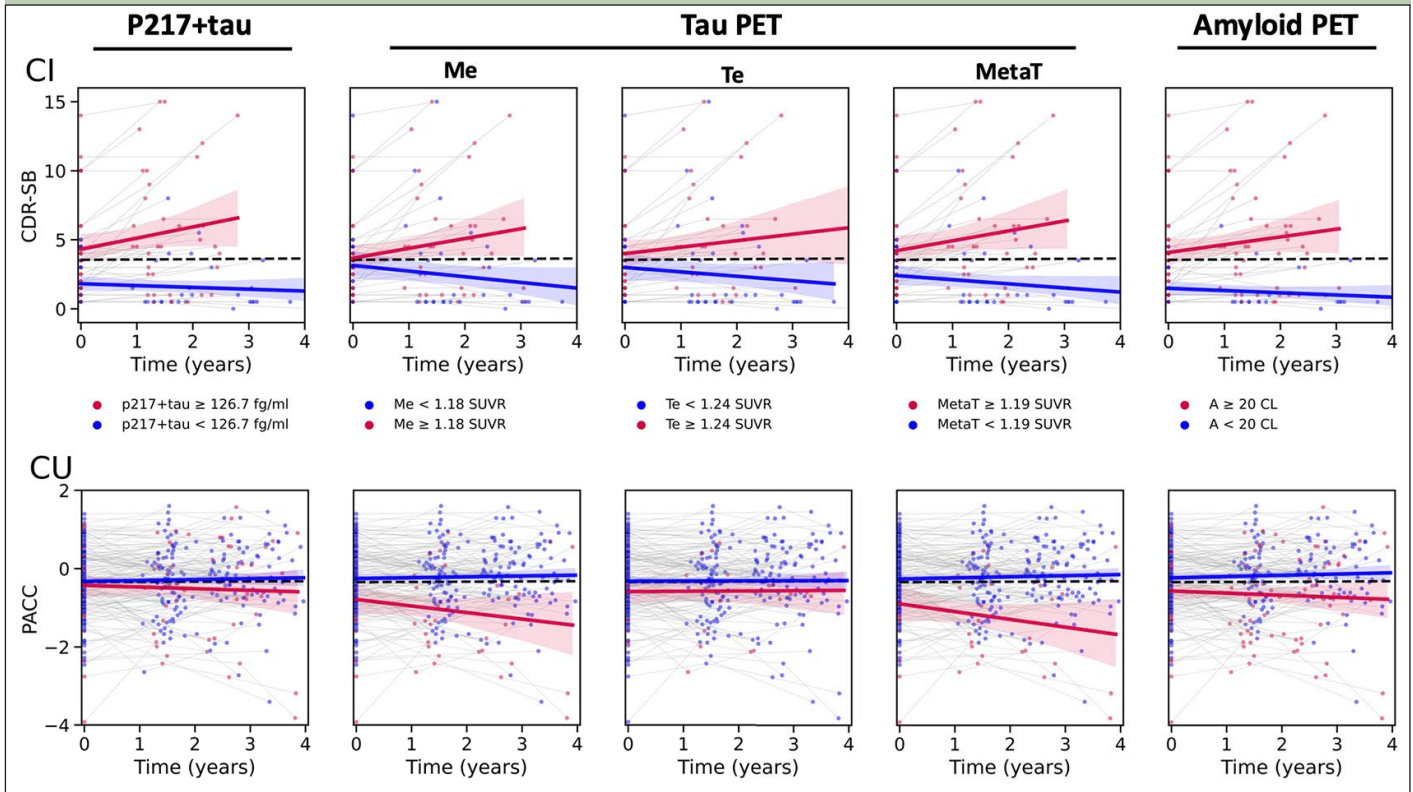 P217+tau Tau PET Amyloid PET
CI Me Te MetaT
CDR-SB
15
10
5
0
0 1 2 3 4 0 1 2 3 4 0 1 2 3 4 0 1 2 3 4 0 1 2 3 4
Time (years) Time (years) Time (years) Time (years) Time (years)
p217+tau ≥ 126.7 fg/ml Me < 1.18 SUVR Te < 1.24 SUVR MetaT ≥ 1.19 SUVR A ≥ 20 CL
p217+tau < 126.7 fg/ml Me ≥ 1.18 SUVR Te ≥ 1.24 SUVR MetaT < 1.19 SUVR A < 20 CL
CU
PACC
2
0
−2
−4
0 1 2 3 4 0 1 2 3 4 0 1 2 3 4 0 1 2 3 4 0 1 2 3 4
Time (years) Time (years) Time (years) Time (years) Time (years)